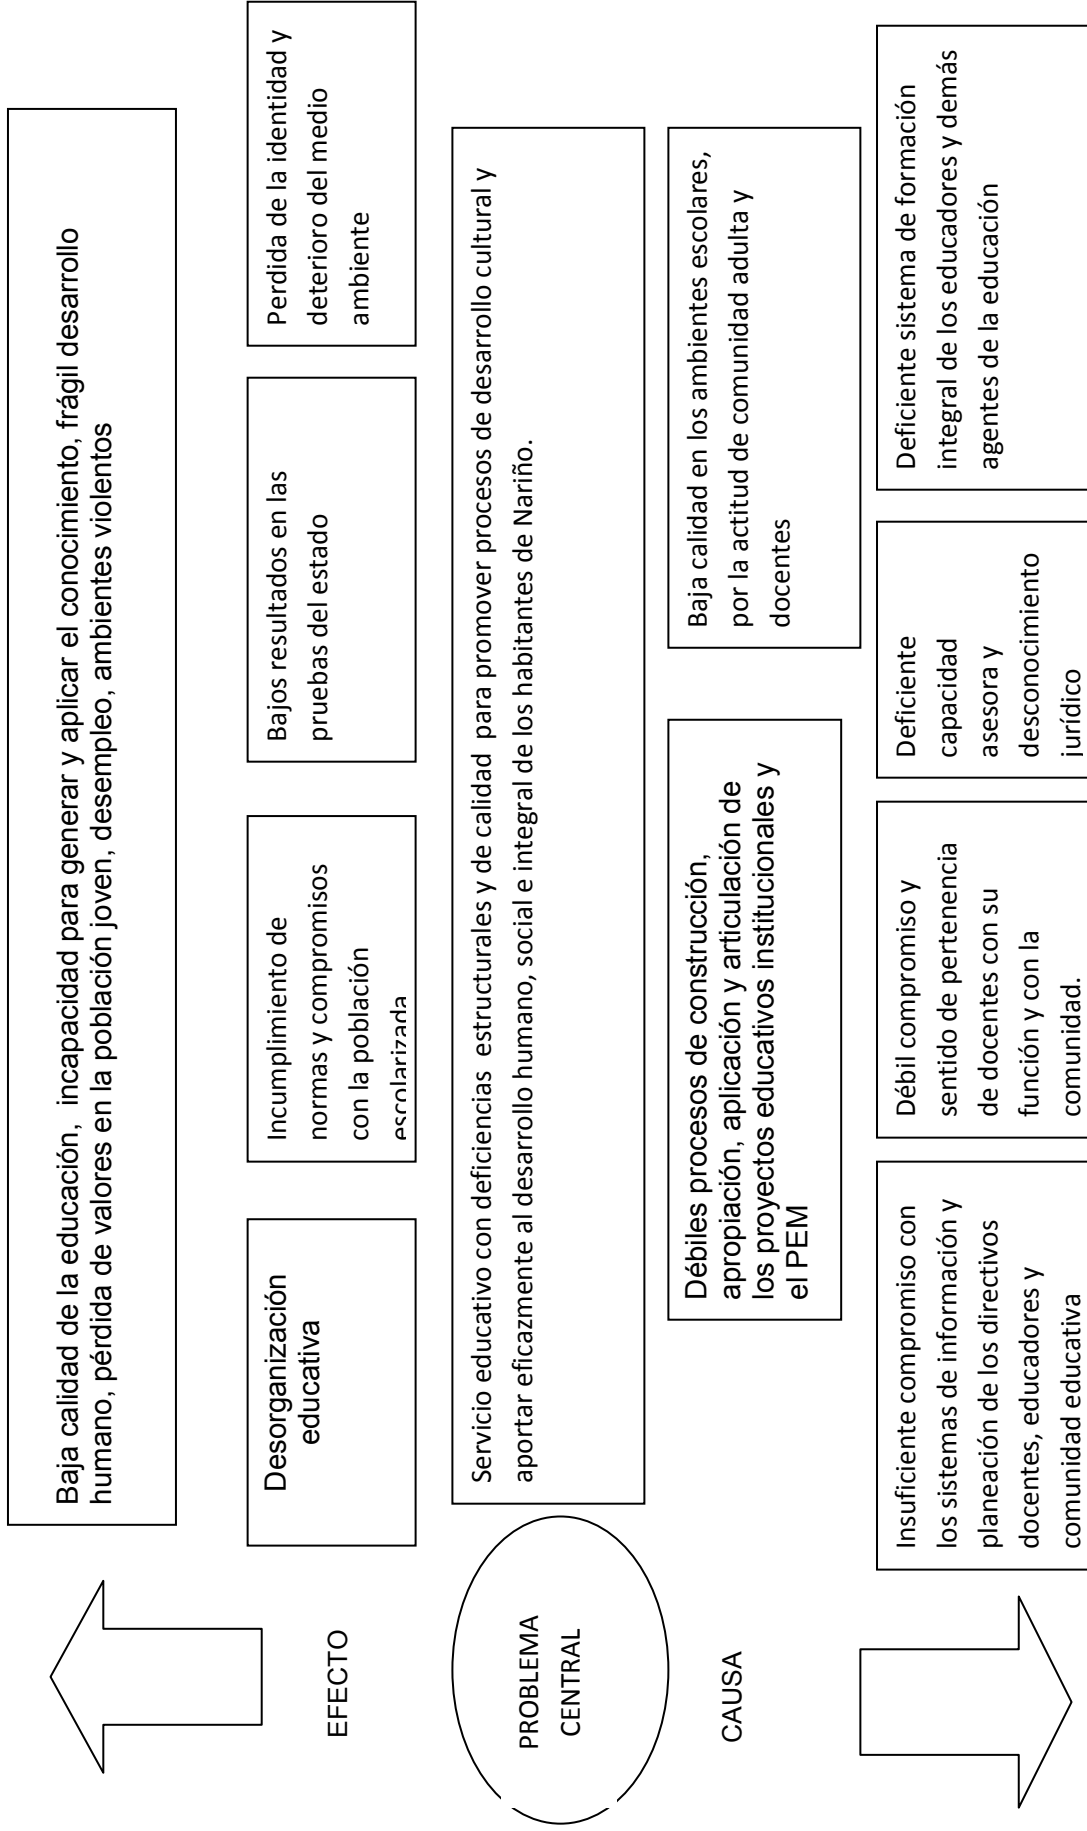 Baja calidad de la educación, incapacidad para generar y aplicar el conocimiento, frágil desarrollo
humano, pérdida de valores en la población joven, desempleo, ambientes violentos
EFECTO
Desorganización
educativa
Incumplimiento de
normas y compromisos
con la población
escolarizada
Bajos resultados en las
pruebas del estado
Perdida de la identidad y
deterioro del medio
ambiente
PROBLEMA
CENTRAL
Servicio educativo con deficiencias estructurales y de calidad para promover procesos de desarrollo cultural y
aportar eficazmente al desarrollo humano, social e integral de los habitantes de Nariño.
CAUSA
Débiles procesos de construcción,
apropiación, aplicación y articulación de
los proyectos educativos institucionales y
el PEM
Baja calidad en los ambientes escolares,
por la actitud de comunidad adulta y
docentes
Insuficiente compromiso con
los sistemas de información y
planeación de los directivos
docentes, educadores y
comunidad educativa
Débil compromiso y
sentido de pertenencia
de docentes con su
función y con la
comunidad.
Deficiente
capacidad
asesora y
desconocimiento
jurídico
Deficiente sistema de formación
integral de los educadores y demás
agentes de la educación